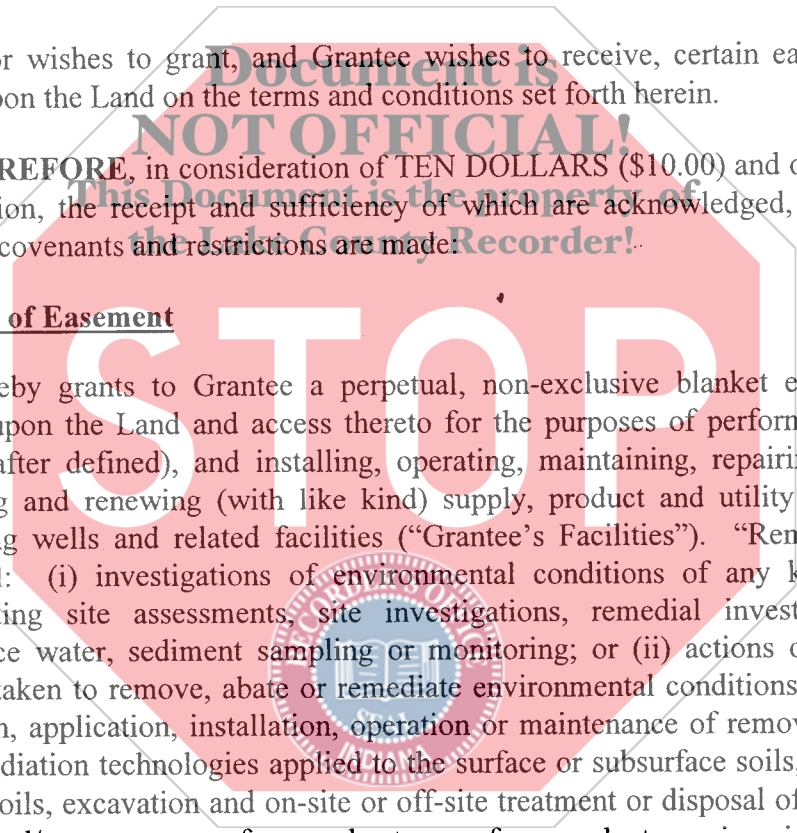 or wishes to grant, and Grantee wishes to receive, certain ea
Document is
pon the Land on the terms and conditions set forth herein.
NOT OFFICIAL!
REFORE, in consideration of TEN DOLLARS ($10.00) and o
This Document is the property of
ion, the receipt and sufficiency of which are acknowledged,
the Lake County Recorder!
covenants and restrictions are made:
of Easement
STOP
eby grants to Grantee a perpetual, non-exclusive blanket e
upon the Land and access thereto for the purposes of perform
after defined), and installing, operating, maintaining, repairi
g and renewing (with like kind) supply, product and utility
ng wells and related facilities (“Grantee’s Facilities”). “Rem
l: (i) investigations of environmental conditions of any k
ting site assessments, site investigations, remedial invest
ce water, sediment sampling or monitoring; or (ii) actions o
taken to remove, abate or remediate environmental conditions
n, application, installation, operation or maintenance of remov
diation technologies applied to the surface or subsurface soils,
oils, excavation and on-site or off-site treatment or disposal of
RECORDER'S OFFICE
INDIANA